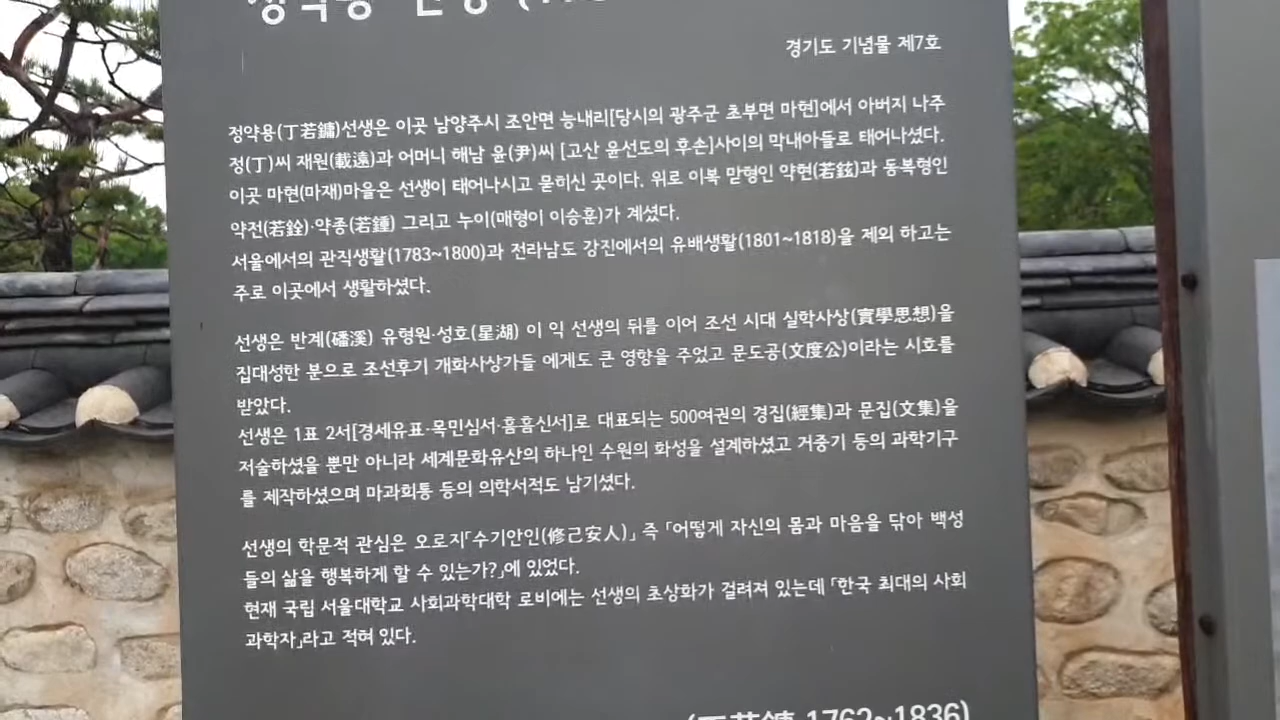 정약용
경기도 기념물 제7호
정약용(丁若鏞)선생은 이곳 남양주시 조안면 능내리[당시의 광주군 초부면 마현]에서 아버지 나주
정(丁)씨 재원(載遠)과 어머니 해남 윤(尹)씨 [고산 윤선도의 후손]사이의 막내아들로 태어나셨다.
이곳 마현(마재)마을은 선생이 태어나시고 묻히신 곳이다. 위로 이복 맏형인 약현(若鉉)과 동복형인
약전(若銓)·약종(若鍾) 그리고 누이(매형이 이승훈)가 계셨다.
서울에서의 관직생활(1783~1800)과 전라남도 강진에서의 유배생활(1801~1818)을 제외 하고는
주로 이곳에서 생활하셨다.
선생은 반계(磻溪) 유형원·성호(星湖) 이 익 선생의 뒤를 이어 조선 시대 실학사상(實學思想)을
집대성한 분으로 조선후기 개화사상가들 에게도 큰 영향을 주었고 문도공(文度公)이라는 시호를
받았다.
선생은 1표 2서[경세유표·목민심서·흠흠신서]로 대표되는 500여권의 경집(經集)과 문집(文集)을
저술하셨을 뿐만 아니라 세계문화유산의 하나인 수원의 화성을 설계하셨고 거중기 등의 과학기구
를 제작하셨으며 마과회통 등의 의학서적도 남기셨다.
선생의 학문적 관심은 오로지「수기안인(修己安人)」 즉 「어떻게 자신의 몸과 마음을 닦아 백성
들의 삶을 행복하게 할 수 있는가?」에 있었다.
현재 국립 서울대학교 사회과학대학 로비에는 선생의 초상화가 걸려져 있는데 「한국 최대의 사회
과학자」라고 적혀 있다.
(丁若鏞 1762~1836)